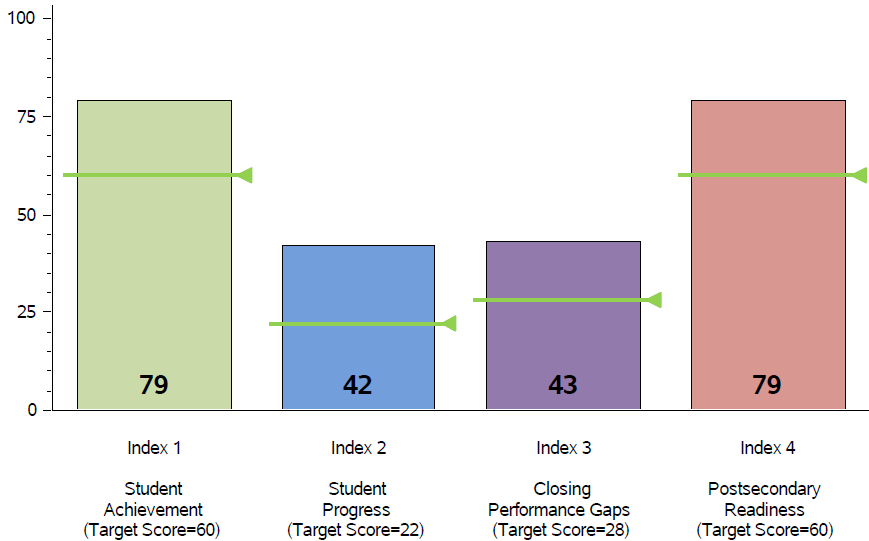 100
75
50
25
0
79
42
43
79
Index 1
Index 2
Index 3
Index 4
Student
Achievement
(Target Score=60)
Student
Progress
(Target Score=22)
Closing
Performance Gaps
(Target Score=28)
Postsecondary
Readiness
(Target Score=60)